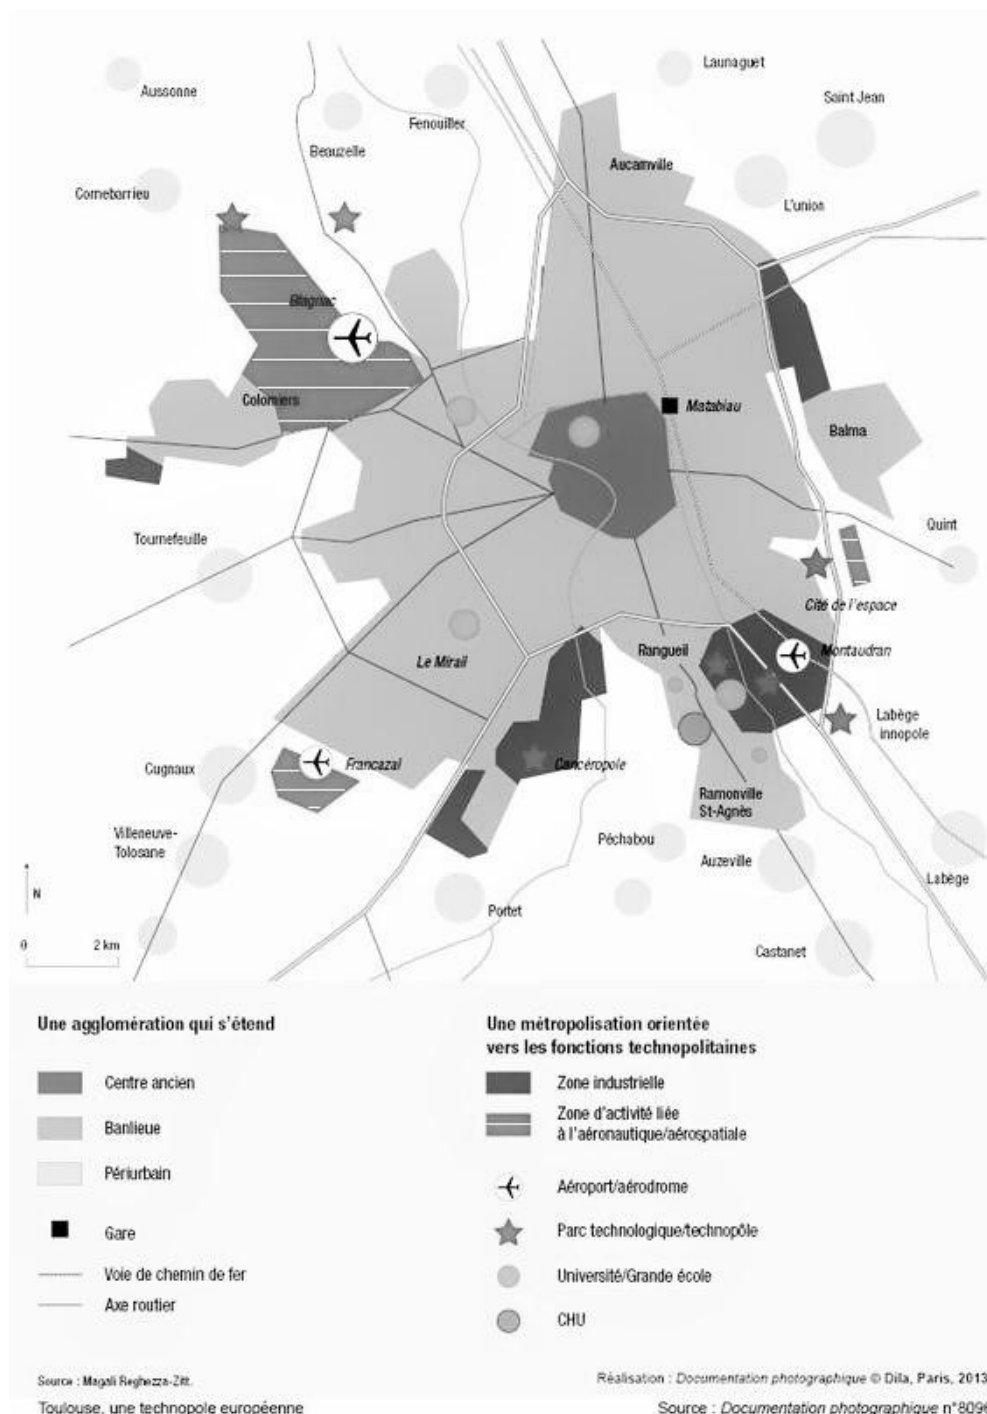 Launaguet
Aussonne
Saint Jean
Fenouiller
Beauzelle
Aucamville
Cornebarrieu
L'union
Blagnac
Colomiers
Matabiau
Balma
Quint
Tournefeuille
Cité de l'espace
Rangueil
Montaudran
Le Mirail
Labège
innopole
Cugnaux
Francazal
Cancéropole
Ramonville
St-Agnès
Villeneuve-
Tolosane
Péchabou
Auzeville
Labège
N
Portet
0 2 km
Castanet
Une agglomération qui s'étend
Centre ancien
Banlieue
Périurbain
Gare
Voie de chemin de fer
Axe routier
Une métropolisation orientée
vers les fonctions technopolitaines
Zone industrielle
Zone d'activité liée
à l'aéronautique/aérospatiale
Aéroport/aérodrome
Parc technologique/technopôle
Université/Grande école
CHU
Source : Magali Reghezza-Zitt.
Réalisation : Documentation photographique © Dila, Paris, 2013
Toulouse, une technopole européenne
Source : Documentation photographique n°8096